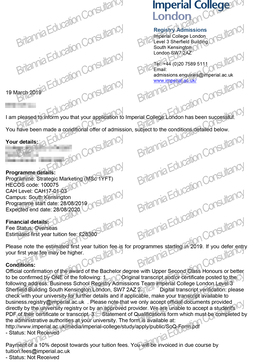 Imperial College
London
Registry Admissions
Imperial College London
Level 3 Sherfield Building
South Kensington
London SW7 2AZ
Tel: +44 (0)20 7589 5111
Email:
admissions.enquiries@imperial.ac.uk
www.imperial.ac.uk
19 March 2019
I am pleased to inform you that your application to Imperial College London has been successful.
You have been made a conditional offer of admission, subject to the conditions detailed below.
Your details:
Programme details:
Programme: Strategic Marketing (MSc 1YFT)
HECOS code: 100075
CAH Level: CAH17-01-03
Campus: South Kensington
Programme start date: 28/08/2019
Expected end date: 28/08/2020
Financial details:
Fee Status: Overseas
Estimated first year tuition fee: £28300
Please note the estimated first year tuition fee is for programmes starting in 2019. If you defer entry
your first year fee may be higher.
Conditions:
Official confirmation of the award of the Bachelor degree with Upper Second Class Honours or better
to be confirmed by ONE of the following: 1. Original transcript and/or certificate posted to the
following address: Business School Registry Admissions Team Imperial College London Level 3
Sherfield Building South Kensington, London, SW7 2AZ 2. Digital transcript verification: please
check with your university for further details and if applicable, make your transcript available to
business.registry@imperial.ac.uk Please note that we only accept official documents provided
directly by the university registry or by an approved provider. We are unable to accept a student's
PDF of their certificate or transcript. 3. Statement of Qualifications form which must be completed by
the administrative authorities at your university. The form is available at:
http://www.imperial.ac.uk/media/imperial-college/study/apply/public/SoQ-Form.pdf
- Status: Not Received
Payment of a 10% deposit towards your tuition fees. You will be invoiced in due course by
tuition.fees@imperial.ac.uk
- Status: Not Received
Britannia Education Consultancy